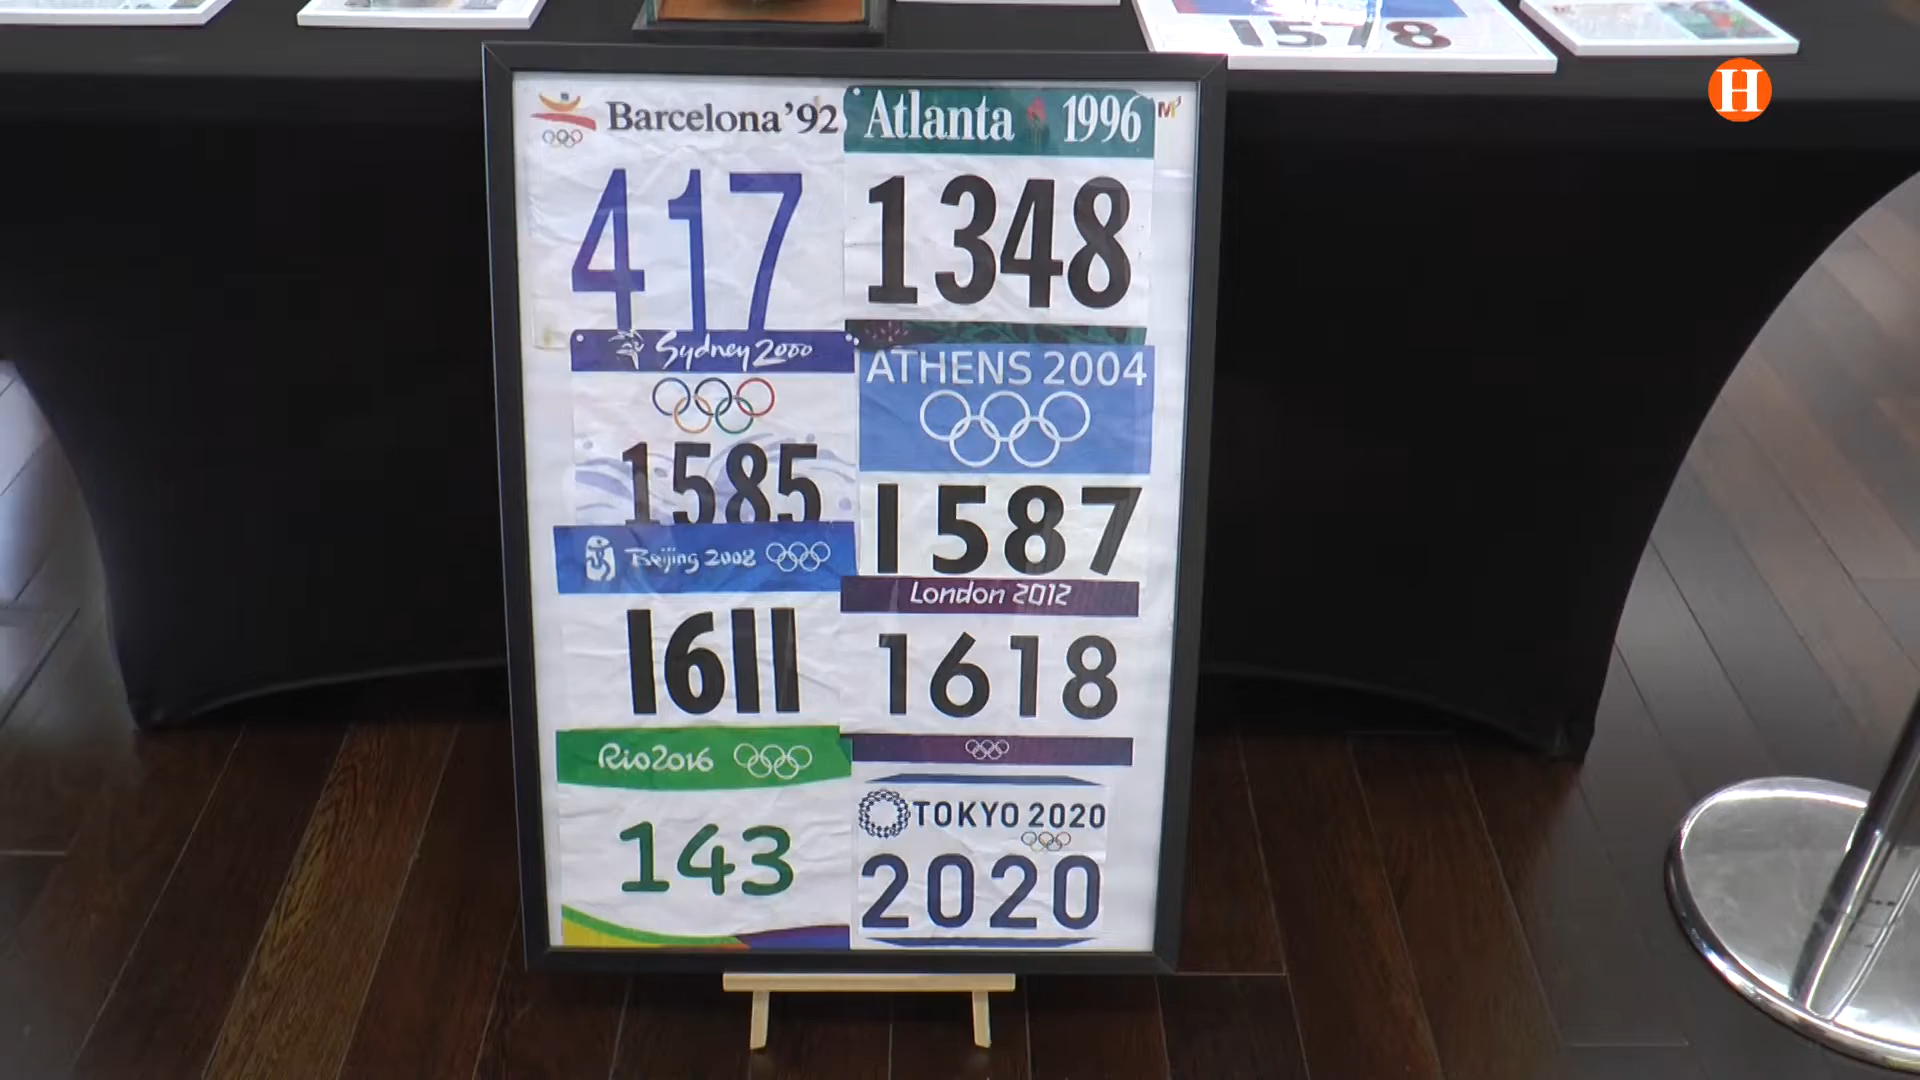 1518
H
Barcelona'92
417
Atlanta 1996
1348
Sydney 2000
1585
ATHENS 2004
1587
Beijing 2008
1611
London 2012
1618
Rio2016
143
TOKYO 2020
2020